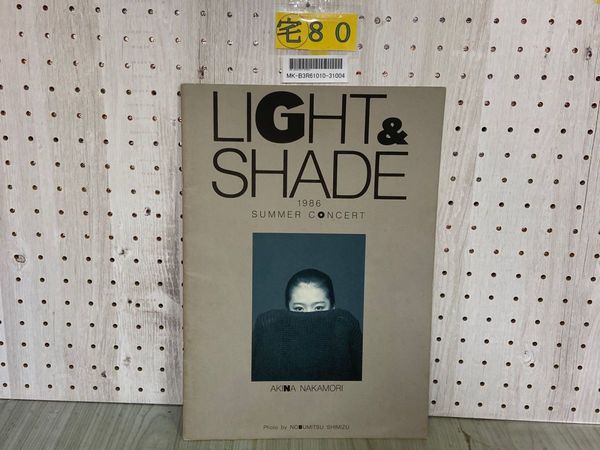 宅80
MK-B3R61010-31004
LIGHT&
SHADE
1986
SUMMER CONCERT
AKINA NAKAMORI
Photo by NOBUMITSU SHIMIZU